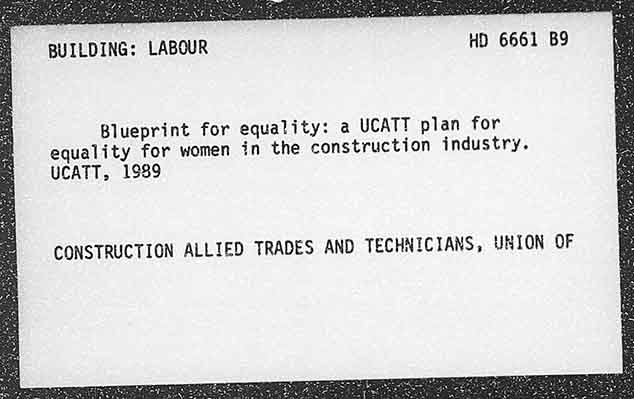 BUILDING: LABOUR HD 6661 B9
Blueprint for equality: a UCATT plan for
equality for women in the construction industry.
UCATT, 1989
CONSTRUCTION ALLIED TRADES AND TECHNICIANS, UNION OF